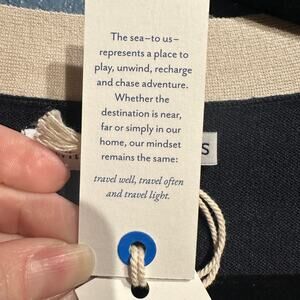 The sea–to us–
represents a place to
play, unwind, recharge
and chase adventure.
Whether the
destination is near,
far or simply in our
home, our mindset
remains the same:
travel well, travel often
and travel light.